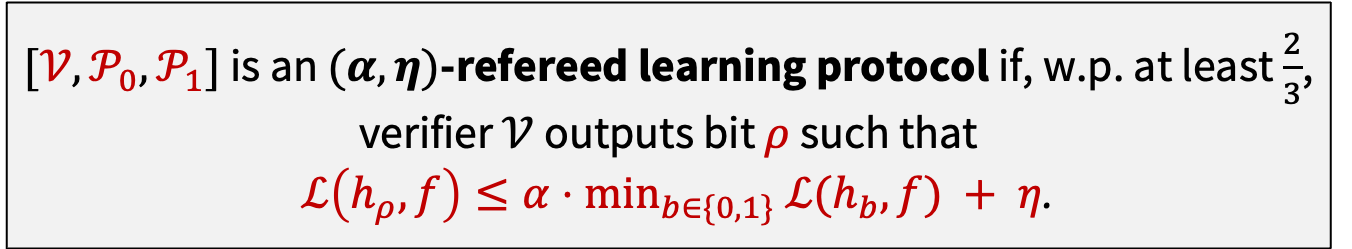 [𝒱, 𝒫₀, 𝒫₁] is an (α, η)-refereed learning protocol if, w.p. at least 2/3,
verifier 𝒱 outputs bit ρ such that
ℒ(h_ρ, f) ≤ α · min_{b∈{0,1}} ℒ(h_b, f) + η.